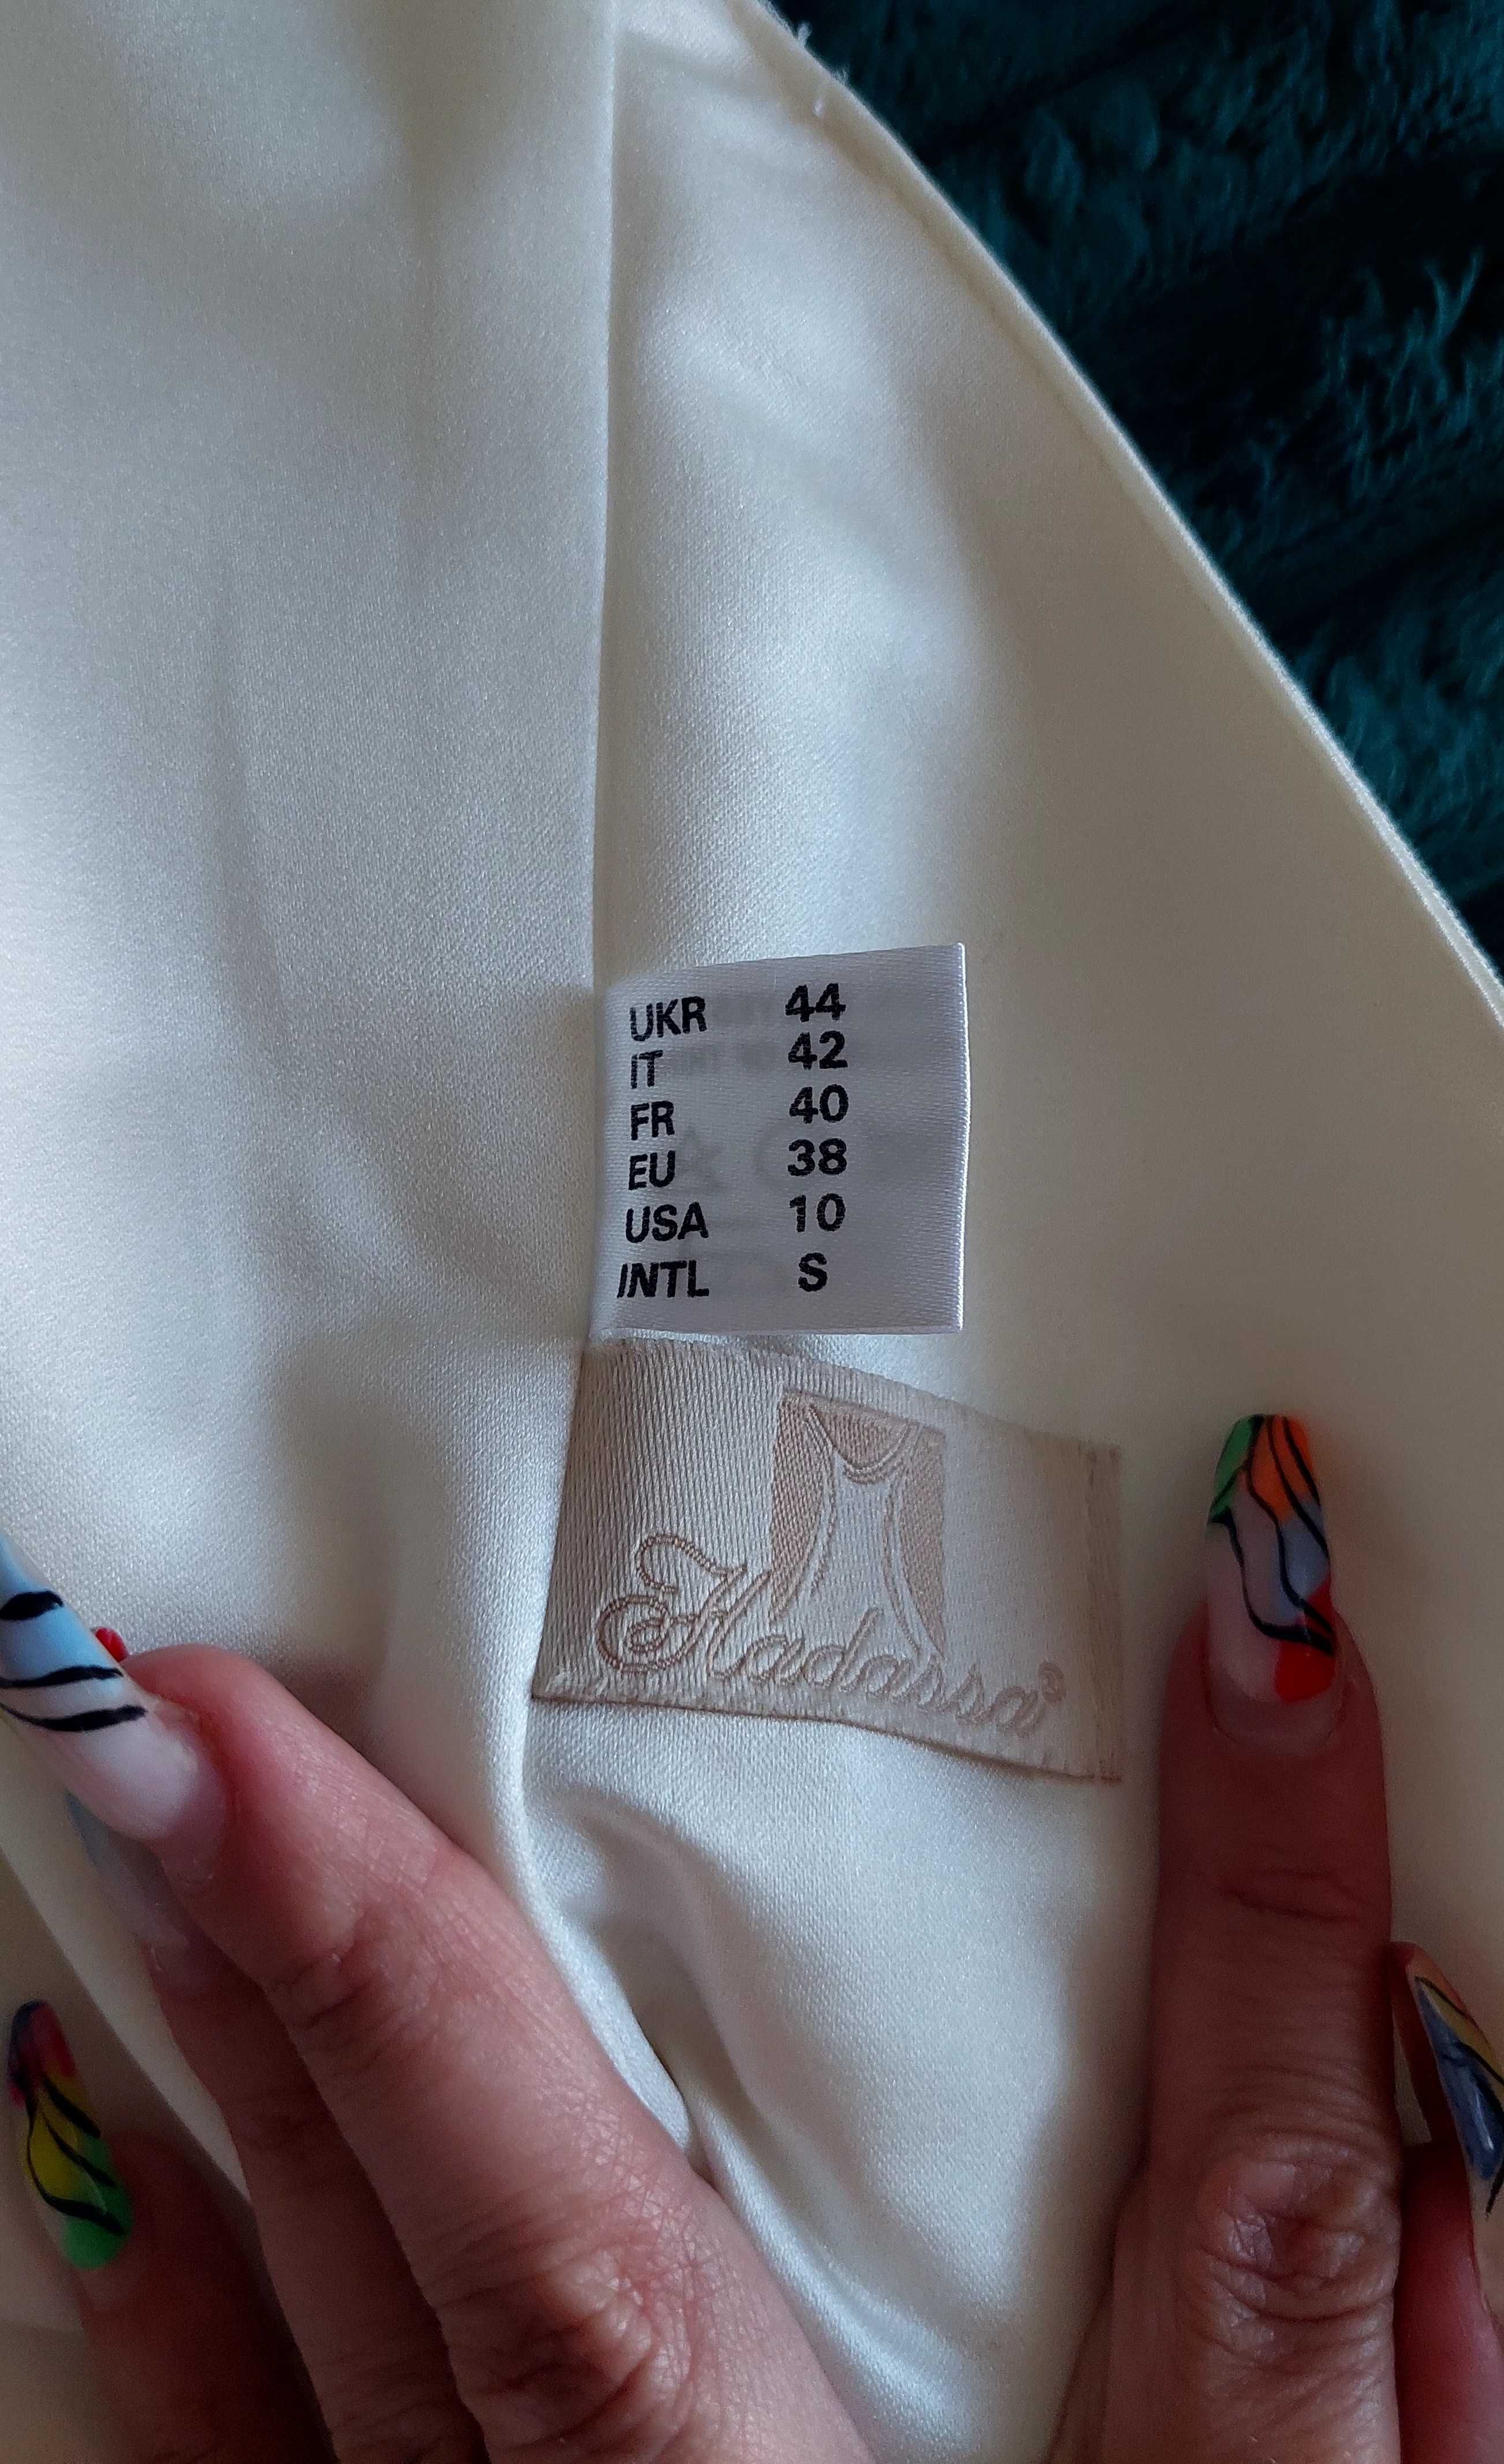 UKR 44
IT 42
FR 40
EU 38
USA 10
INTL S
Hadassa